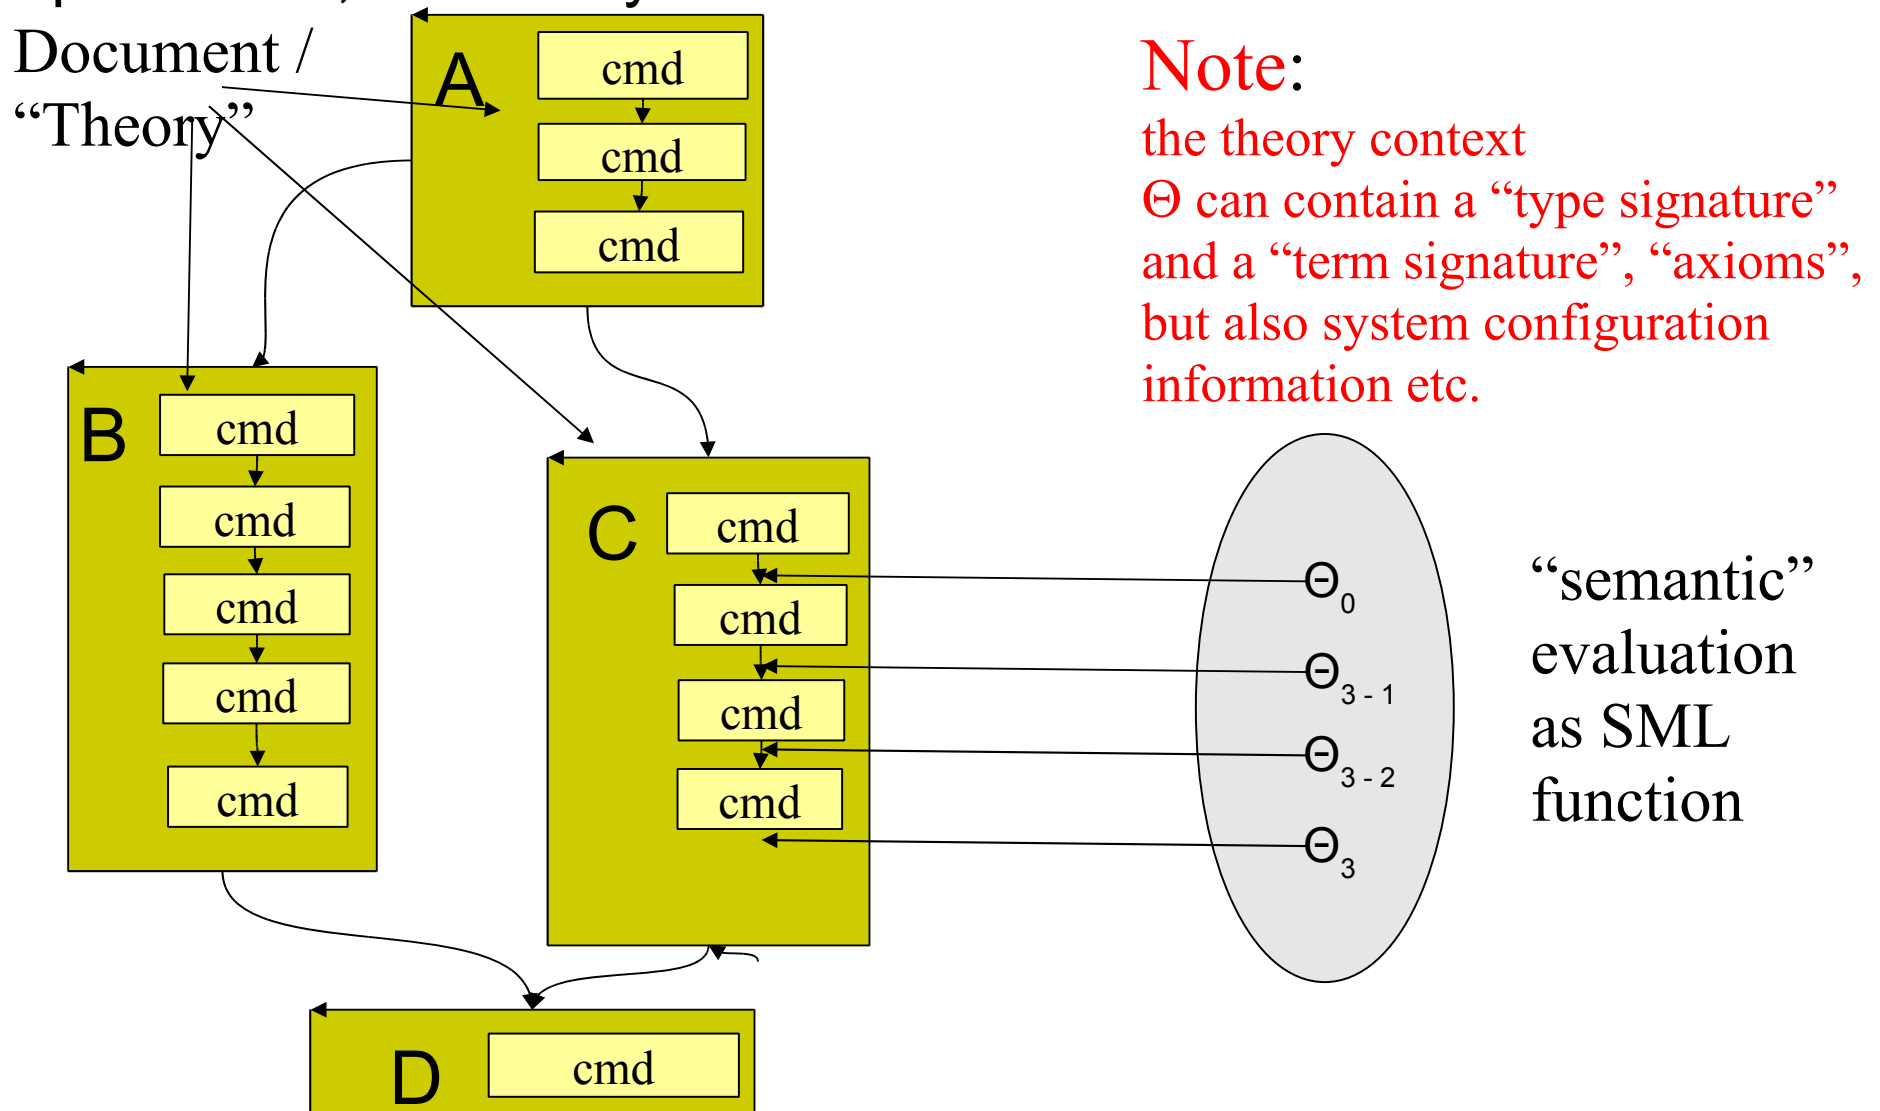 Document /
“Theory”
A
cmd
cmd
cmd
Note:
the theory context
Θ can contain a “type signature”
and a “term signature”, “axioms”,
but also system configuration
information etc.
B
cmd
cmd
cmd
cmd
cmd
C
cmd
cmd
cmd
cmd
Θ0
Θ3 - 1
Θ3 - 2
Θ3
“semantic”
evaluation
as SML
function
D
cmd